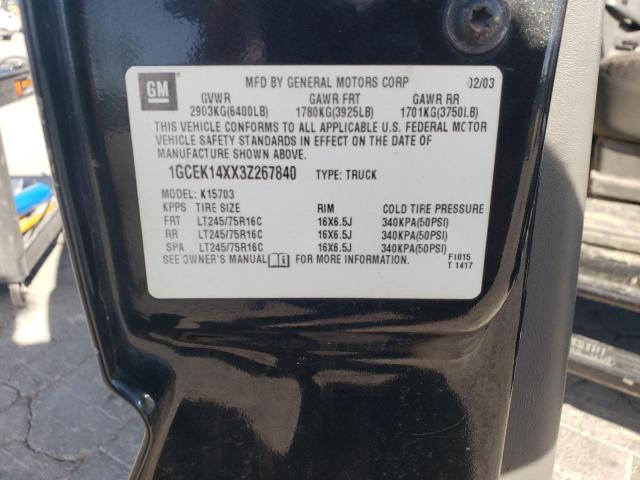 GM
MFD BY GENERAL MOTORS CORP 02/03
GVWR GAWR FRT GAWR RR
2903KG(6400LB) 1780KG(3925LB) 1701KG(3750LB)
THIS VEHICLE CONFORMS TO ALL APPLICABLE U.S. FEDERAL MOTOR
VEHICLE SAFETY STANDARDS IN EFFECT ON THE DATE OF
MANUFACTURE SHOWN ABOVE.
1GCEK14XX3Z267840 TYPE: TRUCK
MODEL: K15703
KPPS TIRE SIZE RIM COLD TIRE PRESSURE
FRT LT245/75R16C 16X6.5J 340KPA(50PSI)
RR LT245/75R16C 16X6.5J 340KPA(50PSI)
SPA LT245/75R16C 16X6.5J 340KPA(50PSI)
SEE OWNER'S MANUAL FOR MORE INFORMATION.
F1015
T 1417